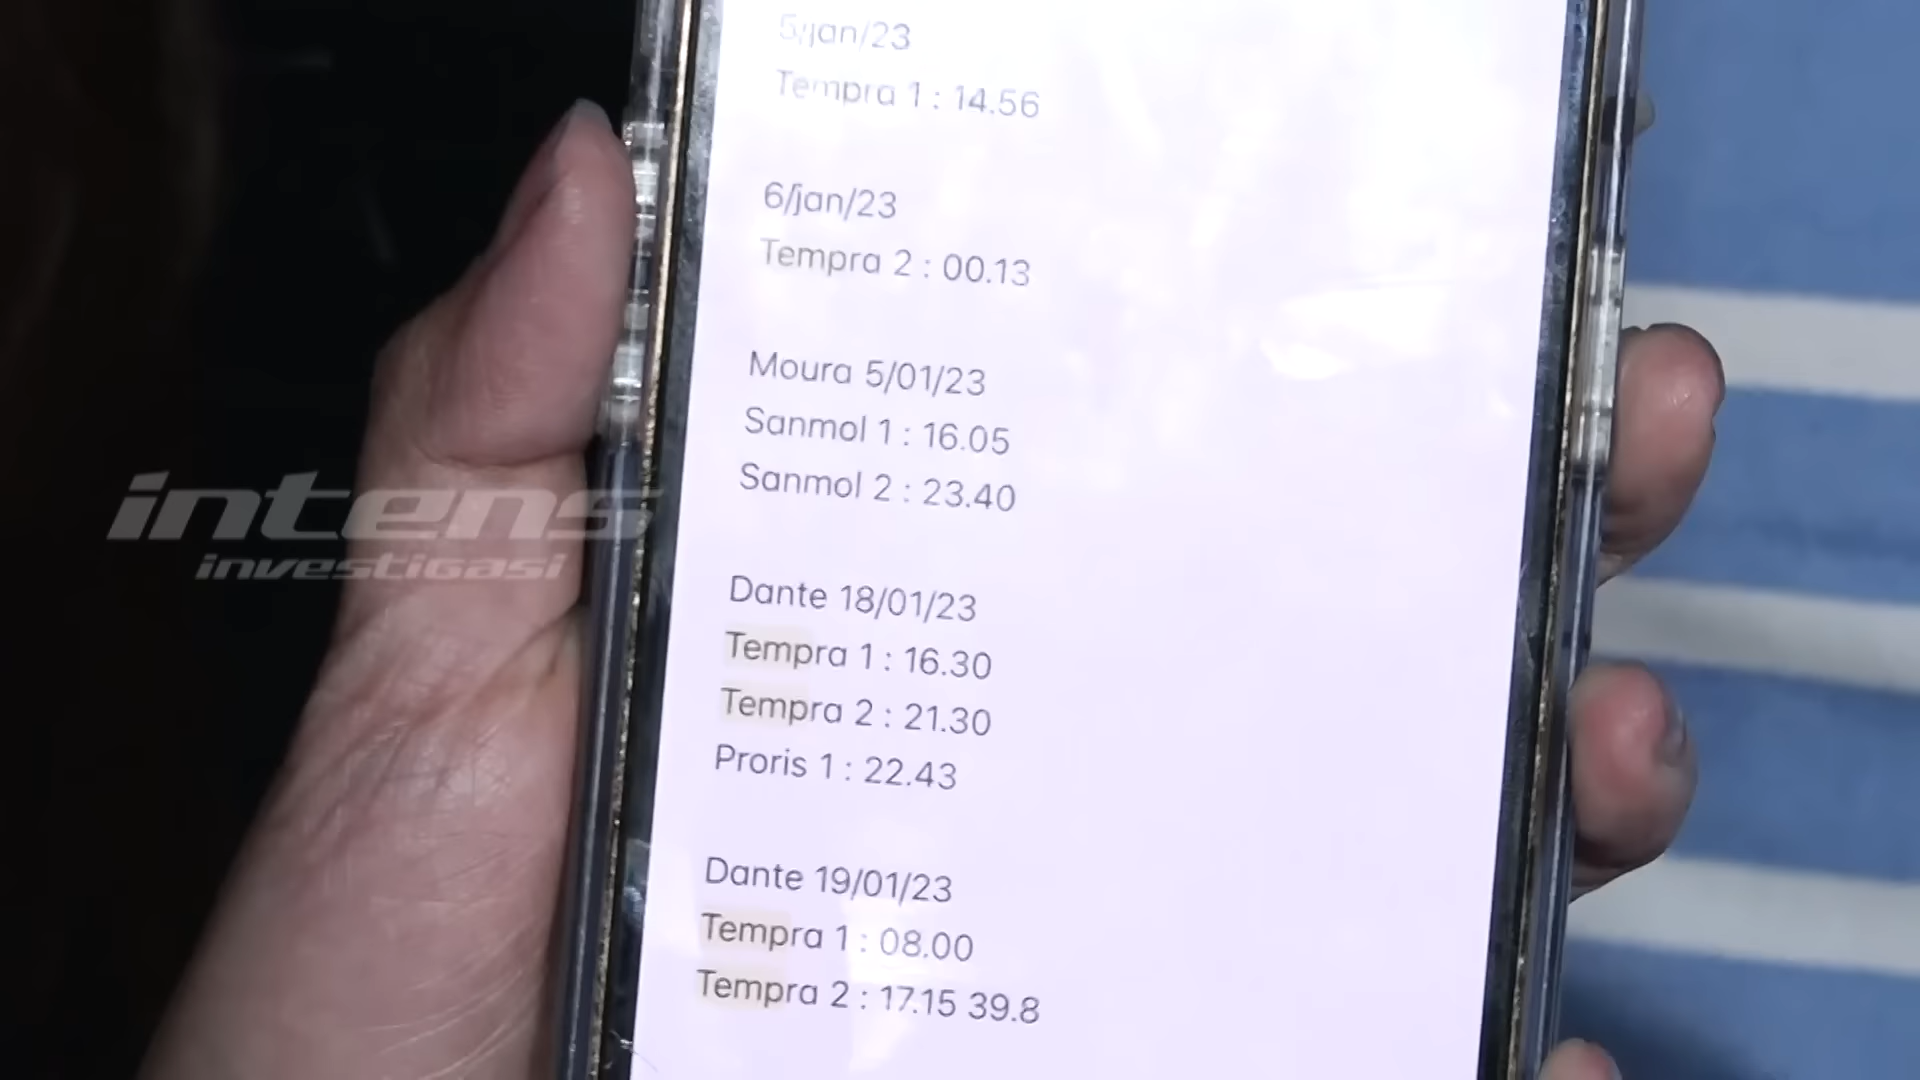 5/jan/23
Tempra 1 : 14.56
6/jan/23
Tempra 2 : 00.13
Moura 5/01/23
Sanmol 1 : 16.05
Sanmol 2 : 23.40
Dante 18/01/23
Tempra 1 : 16.30
Tempra 2 : 21.30
Proris 1 : 22.43
Dante 19/01/23
Tempra 1 : 08.00
Tempra 2 : 17.15 39.8
intens
investigasi